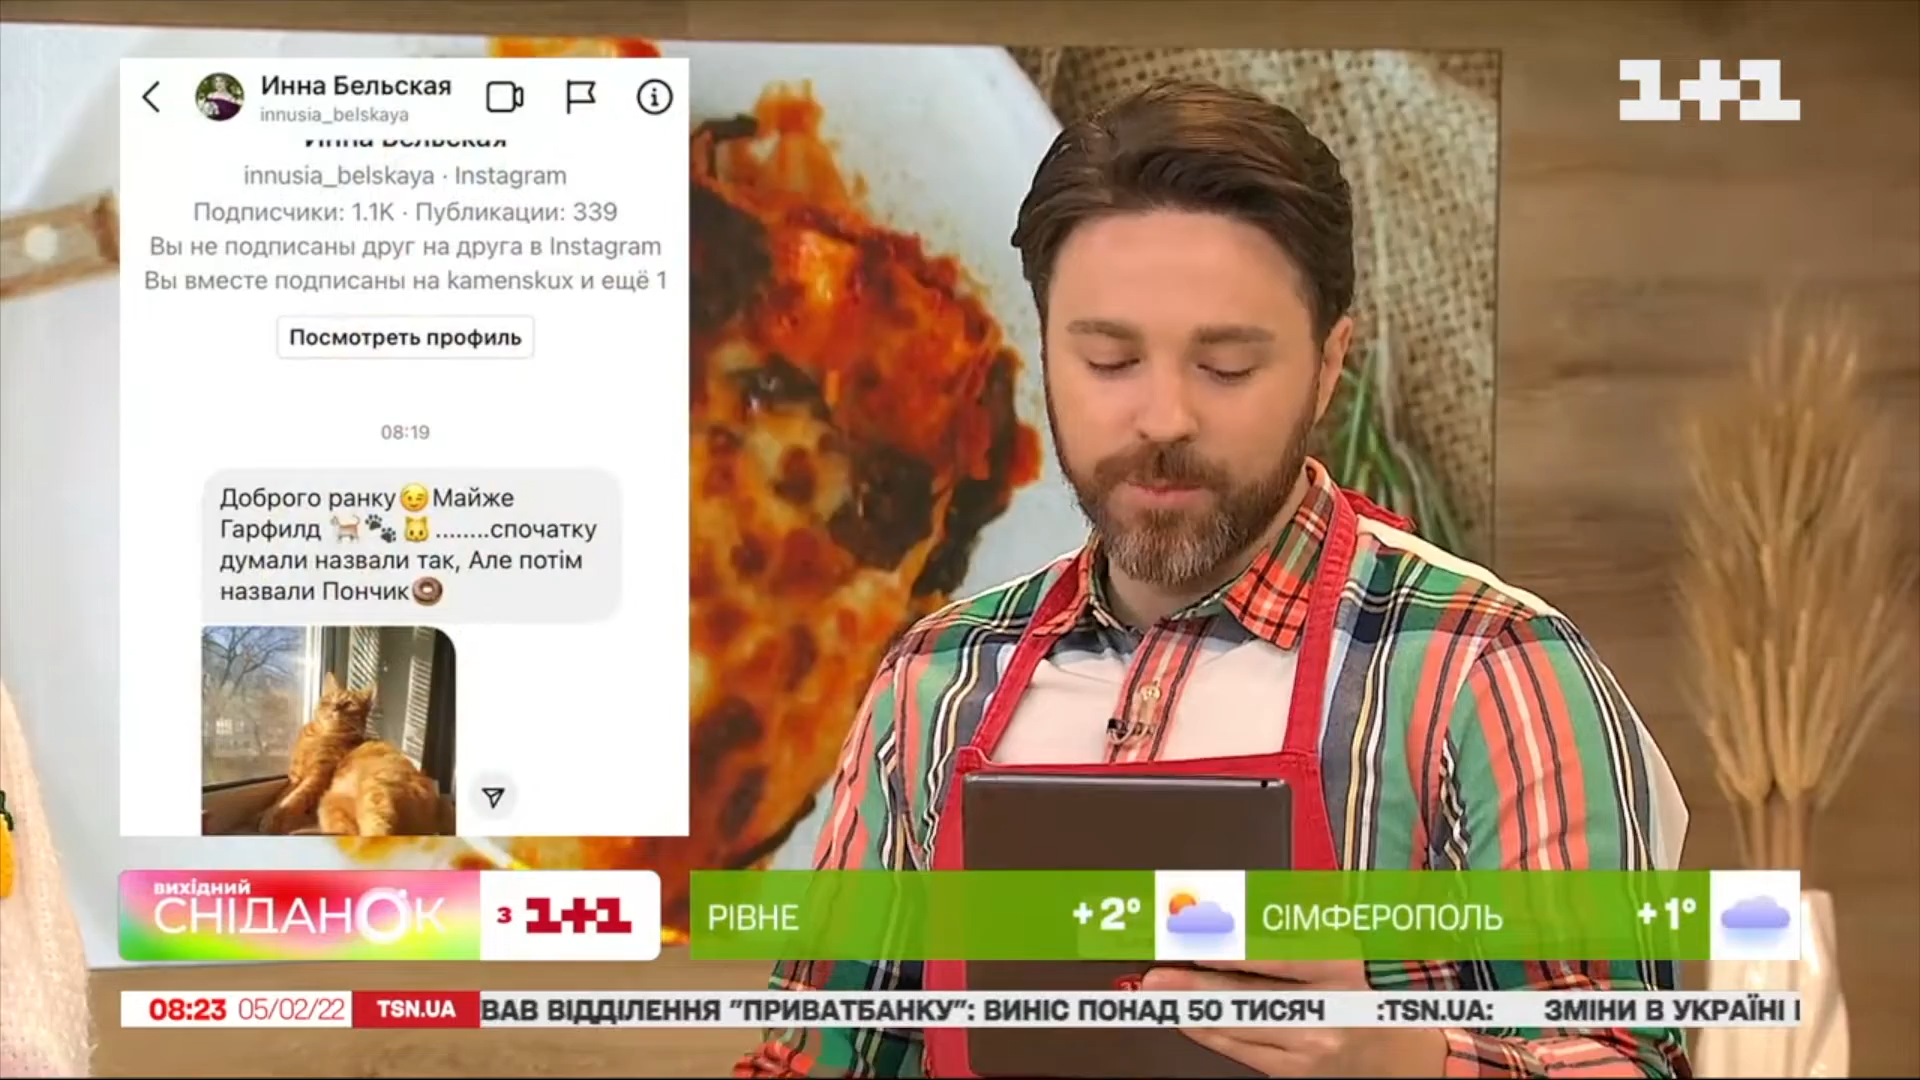 Инна Бельская
innusia_belskaya
Инна Бельская
innusia_belskaya · Instagram
Подписчики: 1.1K · Публикации: 339
Вы не подписаны друг на друга в Instagram
Вы вместе подписаны на kamenskux и ещё 1
Посмотреть профиль
08:19
Доброго ранку😉Майже
Гарфилд 🐈🐾🐱........спочатку
думали назвали так, Але потім
назвали Пончик🍩
1+1
вихідний
СНІДАНОК
з 1+1
РІВНЕ +2°
СІМФЕРОПОЛЬ +1°
08:23 05/02/22 TSN.UA ВАВ ВІДДІЛЕННЯ "ПРИВАТБАНКУ": ВИНІС ПОНАД 50 ТИСЯЧ :TSN.UA: ЗМІНИ В УКРАЇНІ